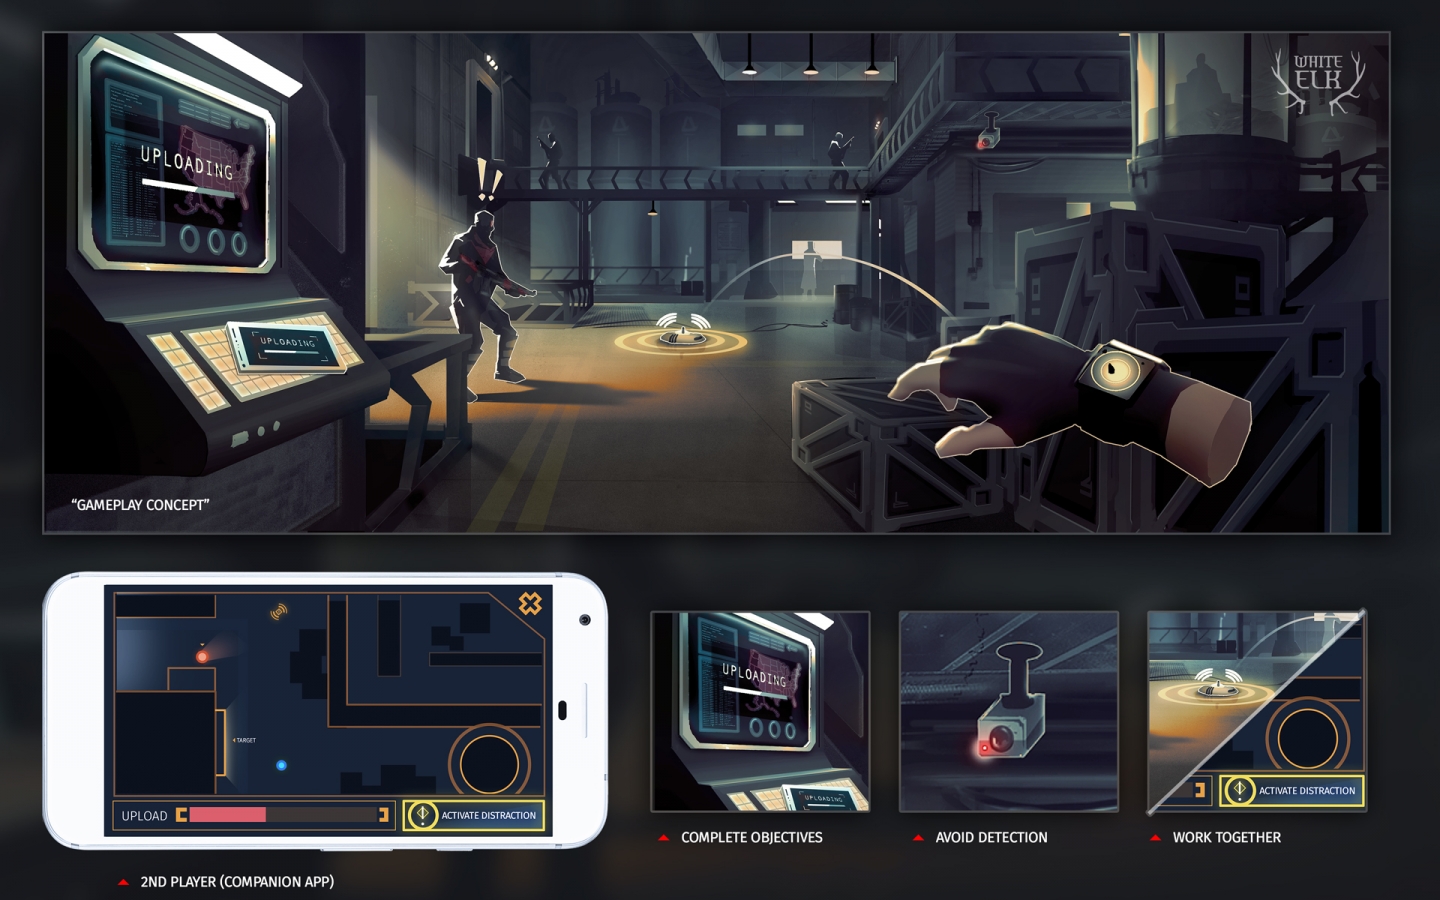 WHITE
ELK
UPLOADING
!!
UPLOADING
“GAMEPLAY CONCEPT”
TARGET
UPLOAD
ACTIVATE DISTRACTION
2ND PLAYER (COMPANION APP)
UPLOADING
UPLOADING
COMPLETE OBJECTIVES
AVOID DETECTION
ACTIVATE DISTRACTION
WORK TOGETHER